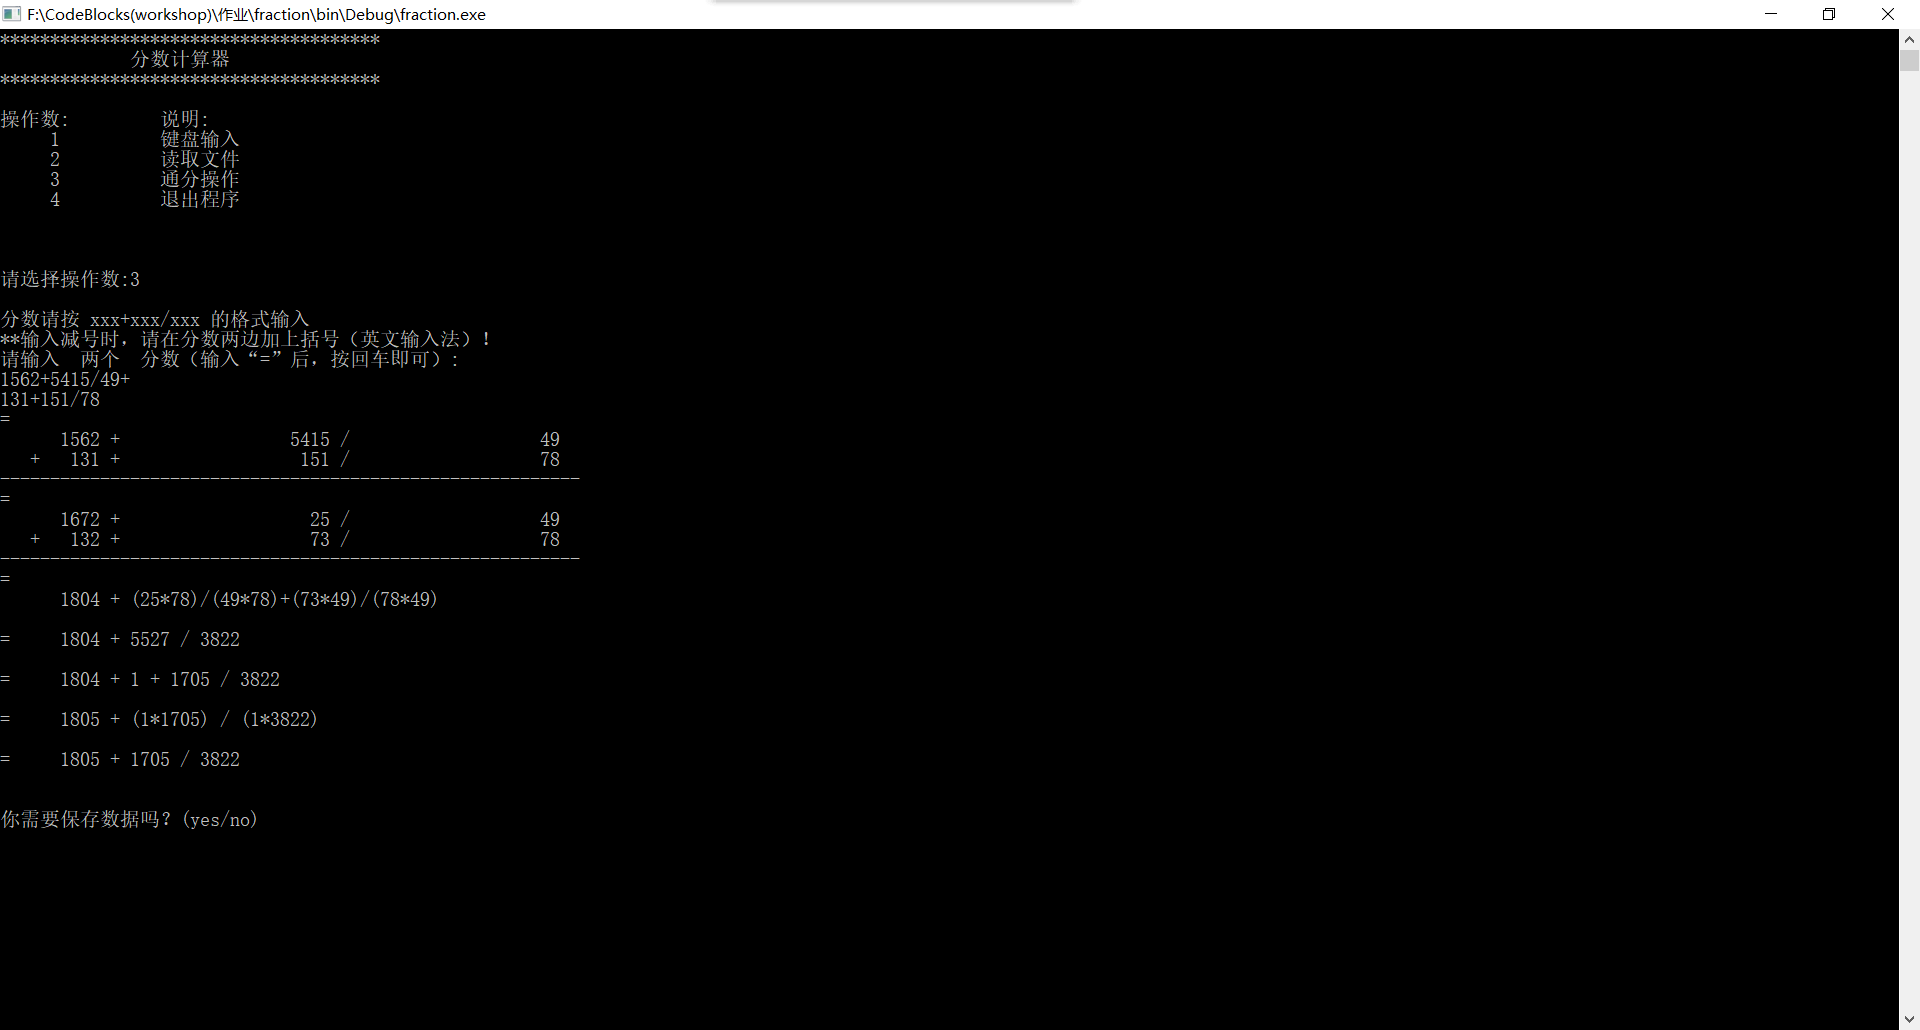 F:\CodeBlocks(workshop)\作业\fraction\bin\Debug\fraction.exe
**************************************
分数计算器
**************************************
操作数: 说明:
1 键盘输入
2 读取文件
3 通分操作
4 退出程序
请选择操作数:3
分数请按 xxx+xxx/xxx 的格式输入
**输入减号时，请在分数两边加上括号（英文输入法）！
请输入 两个 分数（输入“=”后，按回车即可）:
1562+5415/49+
131+151/78
=
1562 + 5415 / 49
+ 131 + 151 / 78
----------------------------------------------------------
=
1672 + 25 / 49
+ 132 + 73 / 78
----------------------------------------------------------
=
1804 + (25*78)/(49*78)+(73*49)/(78*49)
= 1804 + 5527 / 3822
= 1804 + 1 + 1705 / 3822
= 1805 + (1*1705) / (1*3822)
= 1805 + 1705 / 3822
你需要保存数据吗？(yes/no)